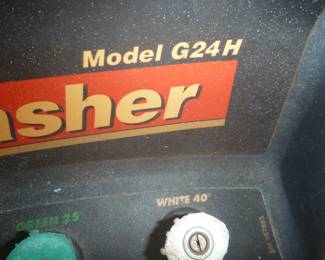 Model G24H
asher
GREEN 25
WHITE 40°